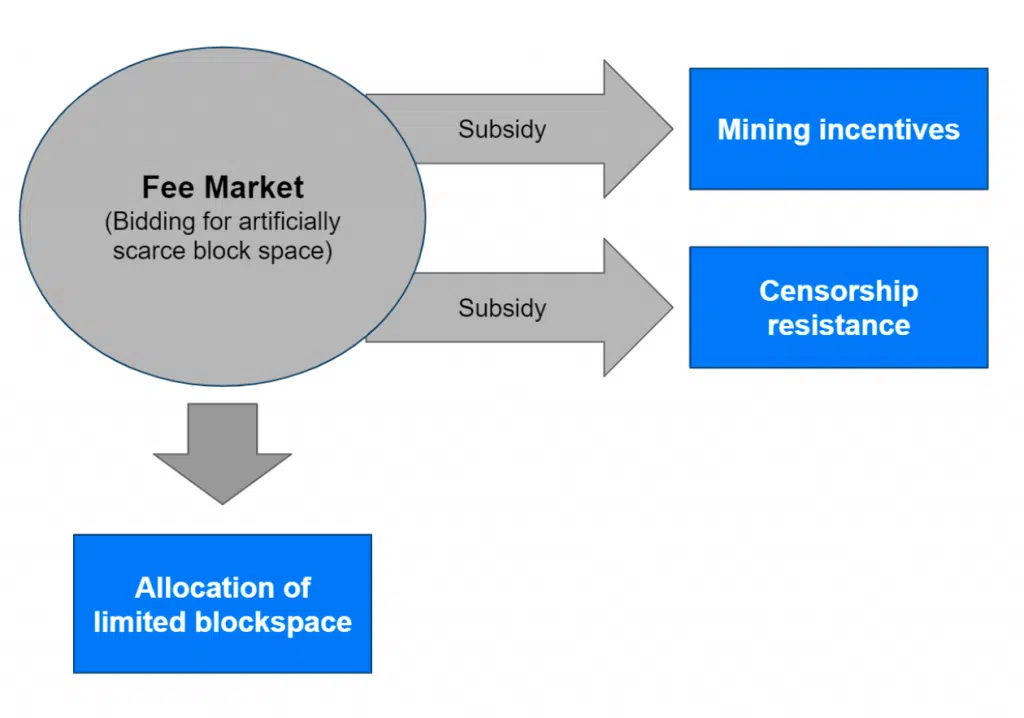 Fee Market
(Bidding for artificially
scarce block space)
Subsidy
Mining incentives
Subsidy
Censorship
resistance
Allocation of
limited blockspace